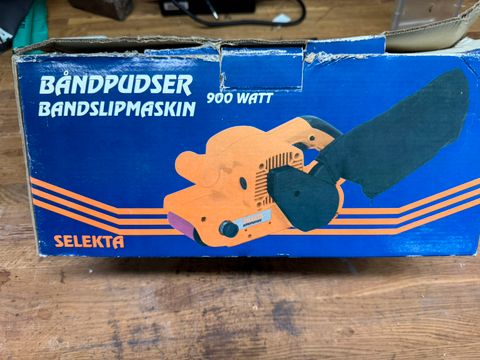 BÅNDPUDSER
BANDSLIPMASKIN 900 WATT
SELEKTA